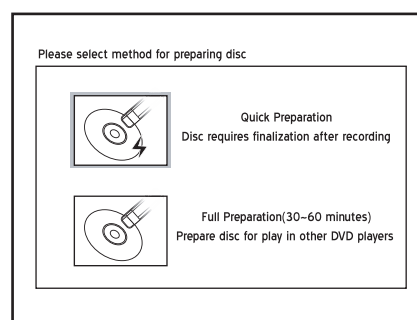 Please select method for preparing disc
Quick Preparation
Disc requires finalization after recording
Full Preparation(30~60 minutes)
Prepare disc for play in other DVD players